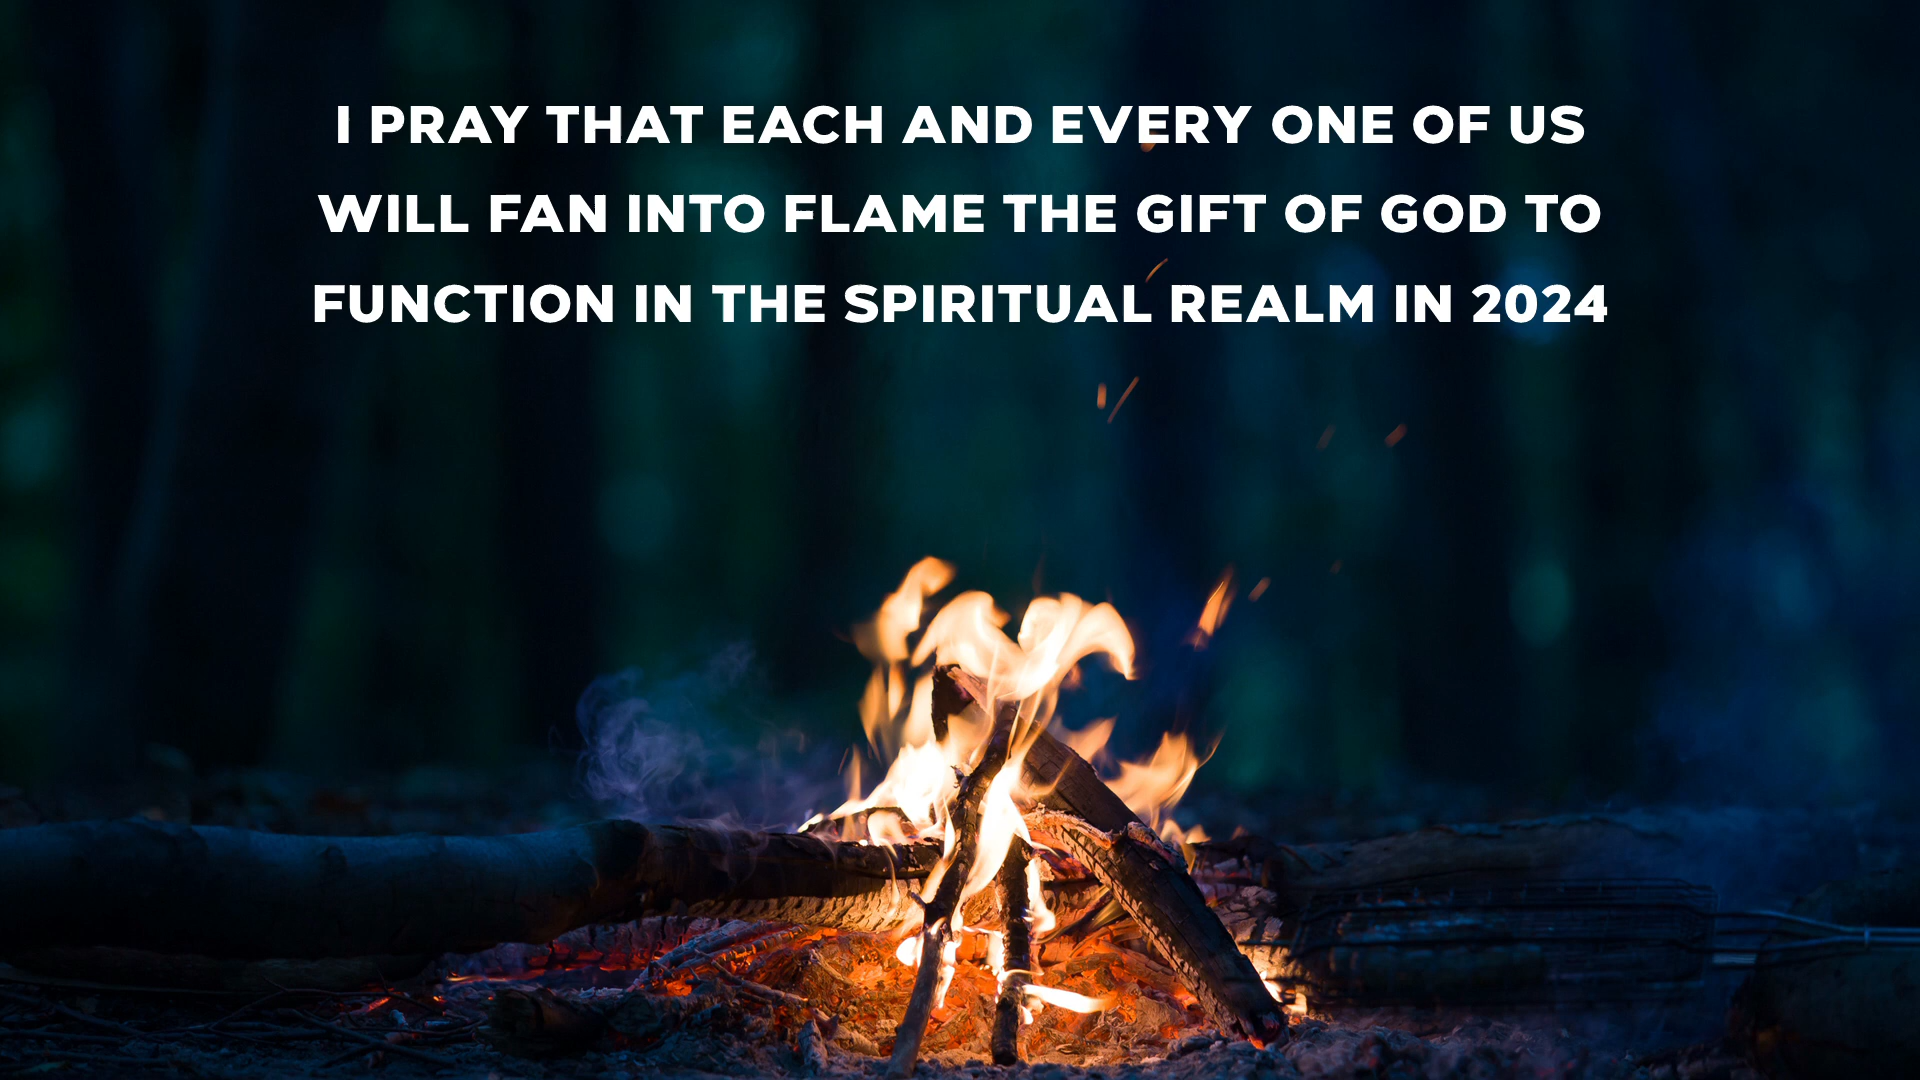 I PRAY THAT EACH AND EVERY ONE OF US
WILL FAN INTO FLAME THE GIFT OF GOD TO
FUNCTION IN THE SPIRITUAL REALM IN 2024